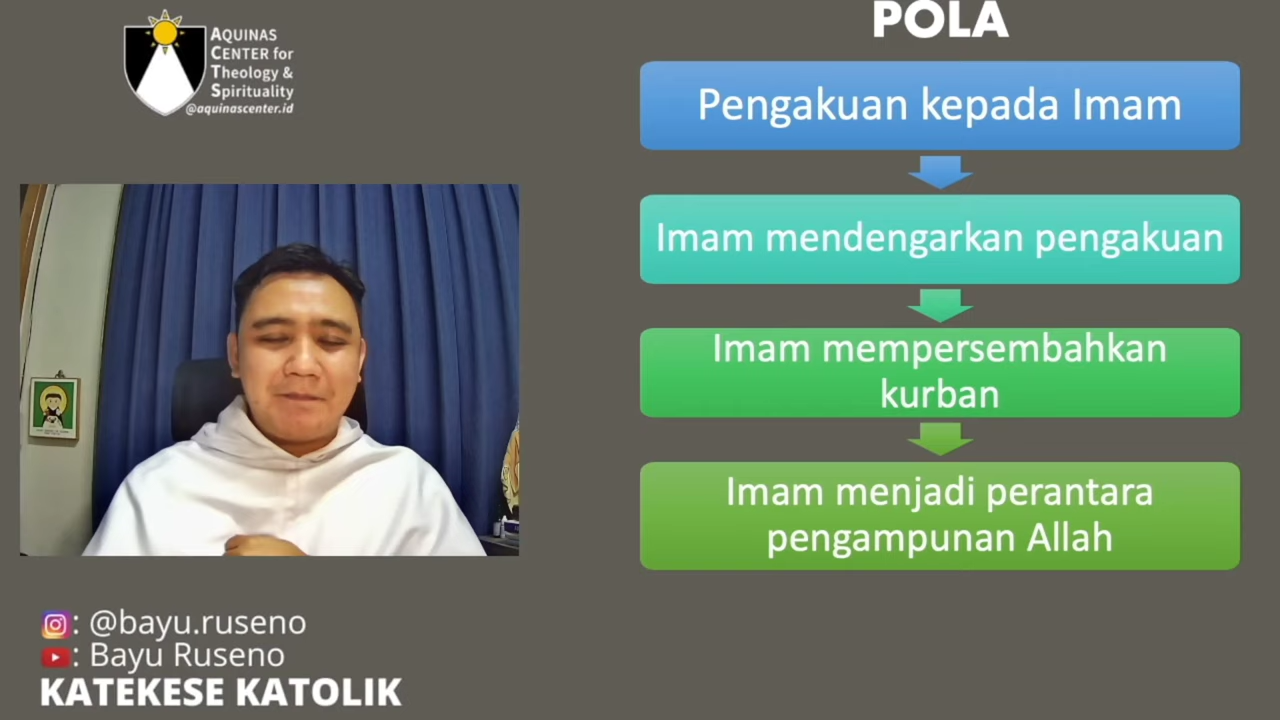 AQUINAS
CENTER for
Theology &
Spirituality
@aquinascenter.id
POLA
Pengakuan kepada Imam
Imam mendengarkan pengakuan
Imam mempersembahkan
kurban
Imam menjadi perantara
pengampunan Allah
: @bayu.ruseno
: Bayu Ruseno
KATEKESE KATOLIK